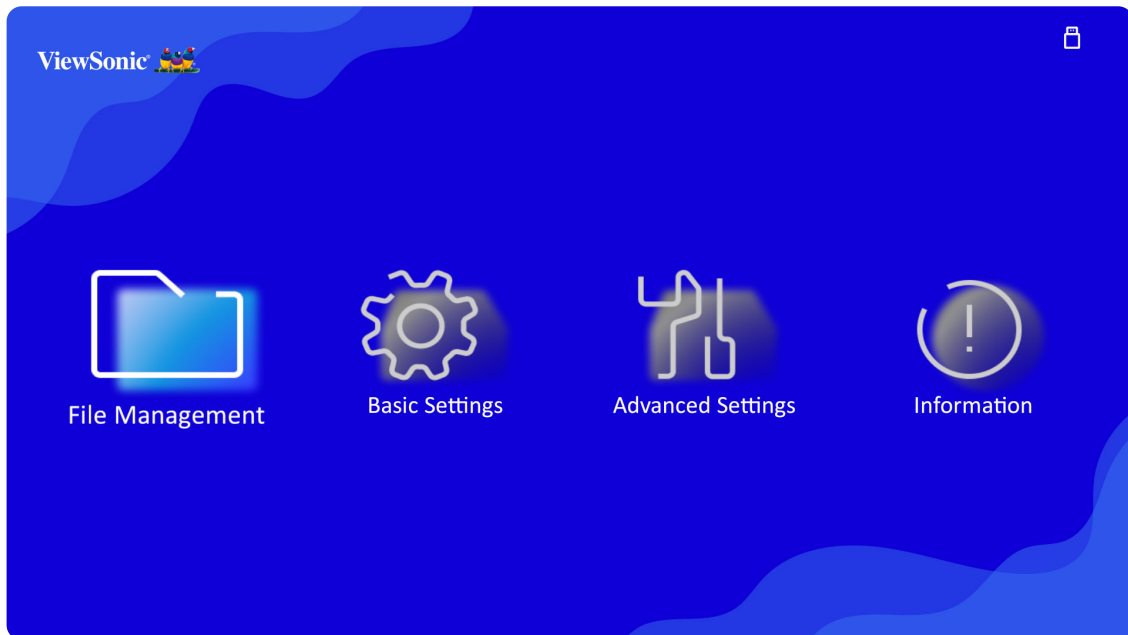 ViewSonic®
File Management
Basic Settings
Advanced Settings
Information